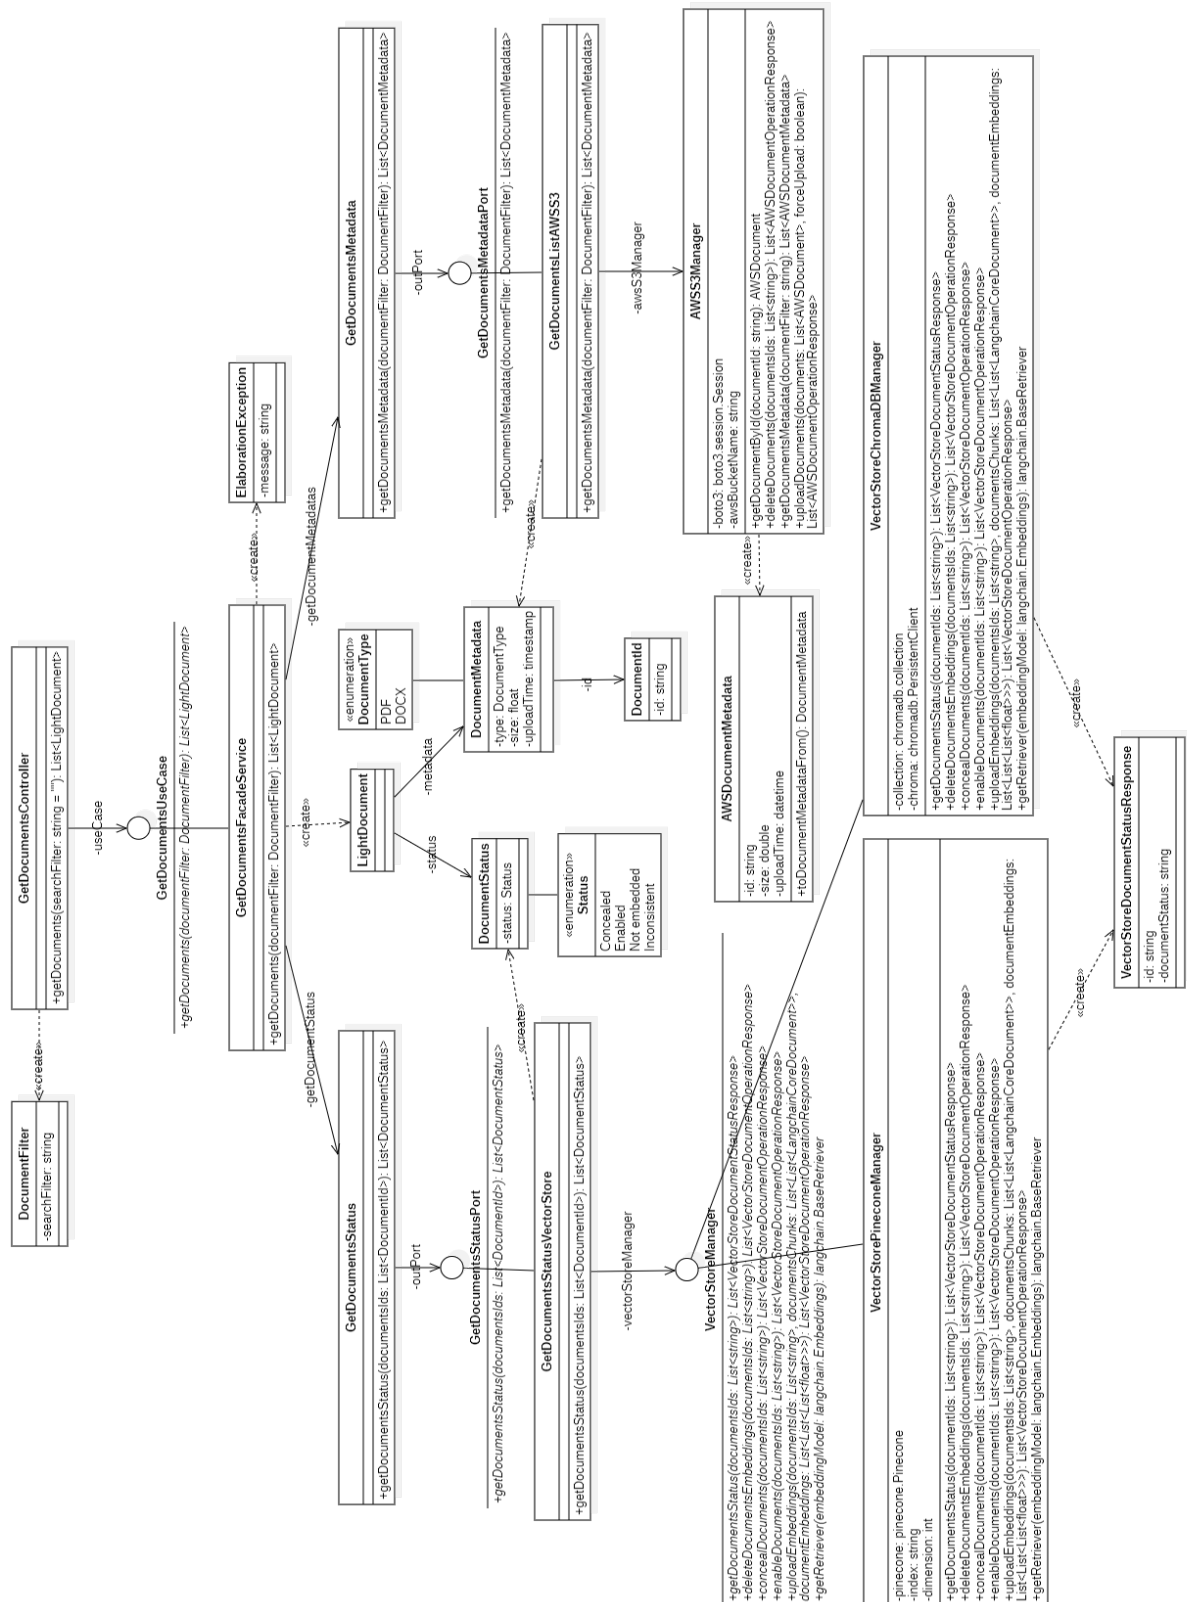 DocumentFilter
-searchFilter: string
«create»
GetDocumentsController
+getDocuments(searchFilter: string = ""): List<LightDocument>
-useCase
GetDocumentsUseCase
+getDocuments(documentFilter: DocumentFilter): List<LightDocument>
GetDocumentsFacadeService
+getDocuments(documentFilter: DocumentFilter): List<LightDocument>
«create»
ElaborationException
-message: string
-getDocumentStatus
«create»
-getDocumentMetadatas
GetDocumentsStatus
+getDocumentsStatus(documentsIds: List<DocumentId>): List<DocumentStatus>
-outPort
GetDocumentsStatusPort
+getDocumentsStatus(documentsIds: List<DocumentId>): List<DocumentStatus>
GetDocumentsStatusVectorStore
+getDocumentsStatus(documentsIds: List<DocumentId>): List<DocumentStatus>
«create»
-vectorStoreManager
LightDocument
-status
-metadata
DocumentStatus
-status: Status
«enumeration»
Status
Concealed
Enabled
Not embedded
Inconsistent
«enumeration»
DocumentType
PDF
DOCX
DocumentMetadata
-type: DocumentType
-size: float
-uploadTime: timestamp
-id
DocumentId
-id: string
GetDocumentsMetadata
+getDocumentsMetadata(documentFilter: DocumentFilter): List<DocumentMetadata>
-outPort
GetDocumentsMetadataPort
+getDocumentsMetadata(documentFilter: DocumentFilter): List<DocumentMetadata>
GetDocumentsListAWSS3
+getDocumentsMetadata(documentFilter: DocumentFilter): List<DocumentMetadata>
«create»
-awsS3Manager
AWSS3Manager
-boto3: boto3.session.Session
-awsBucketName: string
+getDocumentById(documentId: string): AWSDocument
+deleteDocuments(documentsIds: List<string>): List<AWSDocumentOperationResponse>
+getDocumentsMetadata(documentFilter: string): List<AWSDocumentMetadata>
+uploadDocuments(documents: List<AWSDocument>, forceUpload: boolean):
List<AWSDocumentOperationResponse>
«create»
AWSDocumentMetadata
-id: string
-size: double
-uploadTime: datetime
+toDocumentMetadataFrom(): DocumentMetadata
VectorStoreManager
+getDocumentsStatus(documentsIds: List<string>): List<VectorStoreDocumentStatusResponse>
+deleteDocumentsEmbeddings(documentsIds: List<string>): List<VectorStoreDocumentOperationResponse>
+concealDocuments(documentsIds: List<string>): List<VectorStoreDocumentOperationResponse>
+enableDocuments(documentsIds: List<string>): List<VectorStoreDocumentOperationResponse>
+uploadEmbeddings(documentsIds: List<string>, documentsChunks: List<List<LangchainCoreDocument>>,
documentEmbeddings: List<List<List<float>>>): List<VectorStoreDocumentOperationResponse>
+getRetriever(embeddingModel: langchain.Embeddings): langchain.BaseRetriever
VectorStorePineconeManager
-pinecone: pinecone.Pinecone
-index: string
-dimension: int
+getDocumentsStatus(documentIds: List<string>): List<VectorStoreDocumentStatusResponse>
+deleteDocumentsEmbeddings(documentsIds: List<string>): List<VectorStoreDocumentOperationResponse>
+concealDocuments(documentIds: List<string>): List<VectorStoreDocumentOperationResponse>
+enableDocuments(documentIds: List<string>): List<VectorStoreDocumentOperationResponse>
+uploadEmbeddings(documentsIds: List<string>, documentsChunks: List<List<LangchainCoreDocument>>, documentEmbeddings:
List<List<List<float>>>): List<VectorStoreDocumentOperationResponse>
+getRetriever(embeddingModel: langchain.Embeddings): langchain.BaseRetriever
VectorStoreChromaDBManager
-collection: chromadb.collection
-chroma: chromadb.PersistentClient
+getDocumentsStatus(documentIds: List<string>): List<VectorStoreDocumentStatusResponse>
+deleteDocumentsEmbeddings(documentsIds: List<string>): List<VectorStoreDocumentOperationResponse>
+concealDocuments(documentIds: List<string>): List<VectorStoreDocumentOperationResponse>
+enableDocuments(documentIds: List<string>): List<VectorStoreDocumentOperationResponse>
+uploadEmbeddings(documentsIds: List<string>, documentsChunks: List<List<LangchainCoreDocument>>, documentEmbeddings:
List<List<List<float>>>): List<VectorStoreDocumentOperationResponse>
+getRetriever(embeddingModel: langchain.Embeddings): langchain.BaseRetriever
«create»
«create»
VectorStoreDocumentStatusResponse
-id: string
-documentStatus: string